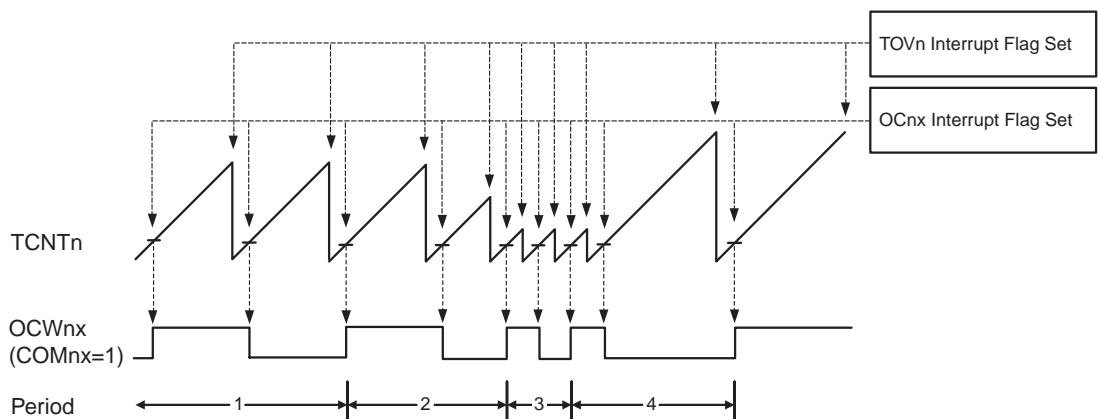 TOVn Interrupt Flag Set
OCnx Interrupt Flag Set
TCNTn
OCWnx
(COMnx=1)
Period
1
2
3
4